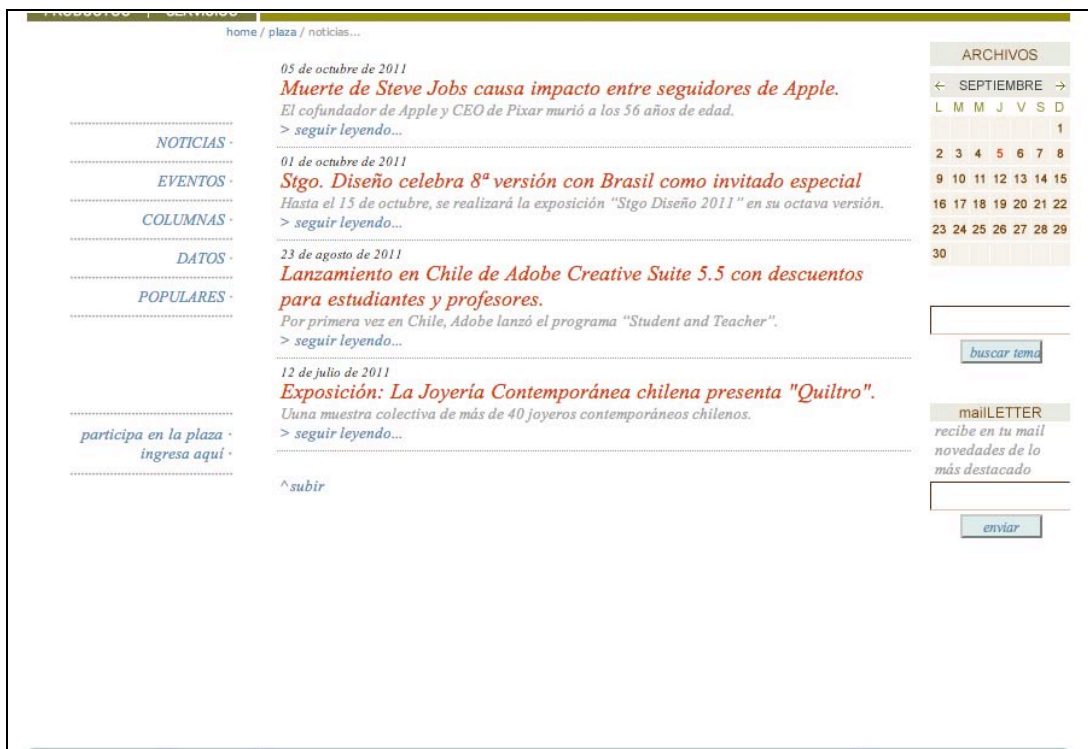 PRODUCTOS | SERVICIOS
home / plaza / noticias...
NOTICIAS ·
EVENTOS ·
COLUMNAS ·
DATOS ·
POPULARES ·
participa en la plaza ·
ingresa aquí ·
05 de octubre de 2011
Muerte de Steve Jobs causa impacto entre seguidores de Apple.
El cofundador de Apple y CEO de Pixar murió a los 56 años de edad.
> seguir leyendo...
01 de octubre de 2011
Stgo. Diseño celebra 8ª versión con Brasil como invitado especial
Hasta el 15 de octubre, se realizará la exposición “Stgo Diseño 2011” en su octava versión.
> seguir leyendo...
23 de agosto de 2011
Lanzamiento en Chile de Adobe Creative Suite 5.5 con descuentos
para estudiantes y profesores.
Por primera vez en Chile, Adobe lanzó el programa “Student and Teacher”.
> seguir leyendo...
12 de julio de 2011
Exposición: La Joyería Contemporánea chilena presenta "Quiltro".
Uuna muestra colectiva de más de 40 joyeros contemporáneos chilenos.
> seguir leyendo...
^ subir
ARCHIVOS
← SEPTIEMBRE →
L M M J V S D
1
2 3 4 5 6 7 8
9 10 11 12 13 14 15
16 17 18 19 20 21 22
23 24 25 26 27 28 29
30
buscar tema
mailLETTER
recibe en tu mail
novedades de lo
más destacado
enviar